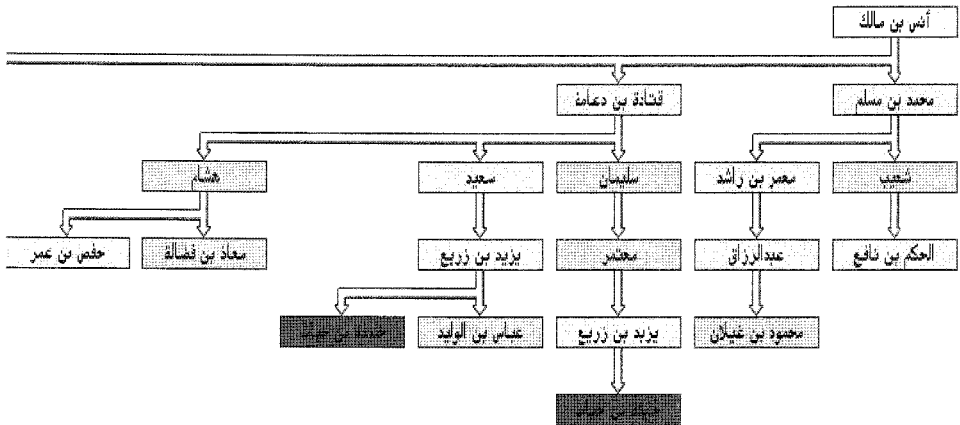 أنس بن مالك
محمد بن مسلم
قتادة بن دعامة
شعيب
معمر بن راشد
سليمان
سعيد
هشام
الحكم بن نافع
عبدالرزاق
معتمر
يزيد بن زريع
معاذ بن فضالة
حفص بن عمر
محمود بن غيلان
يزيد بن زريع
عباس بن الوليد